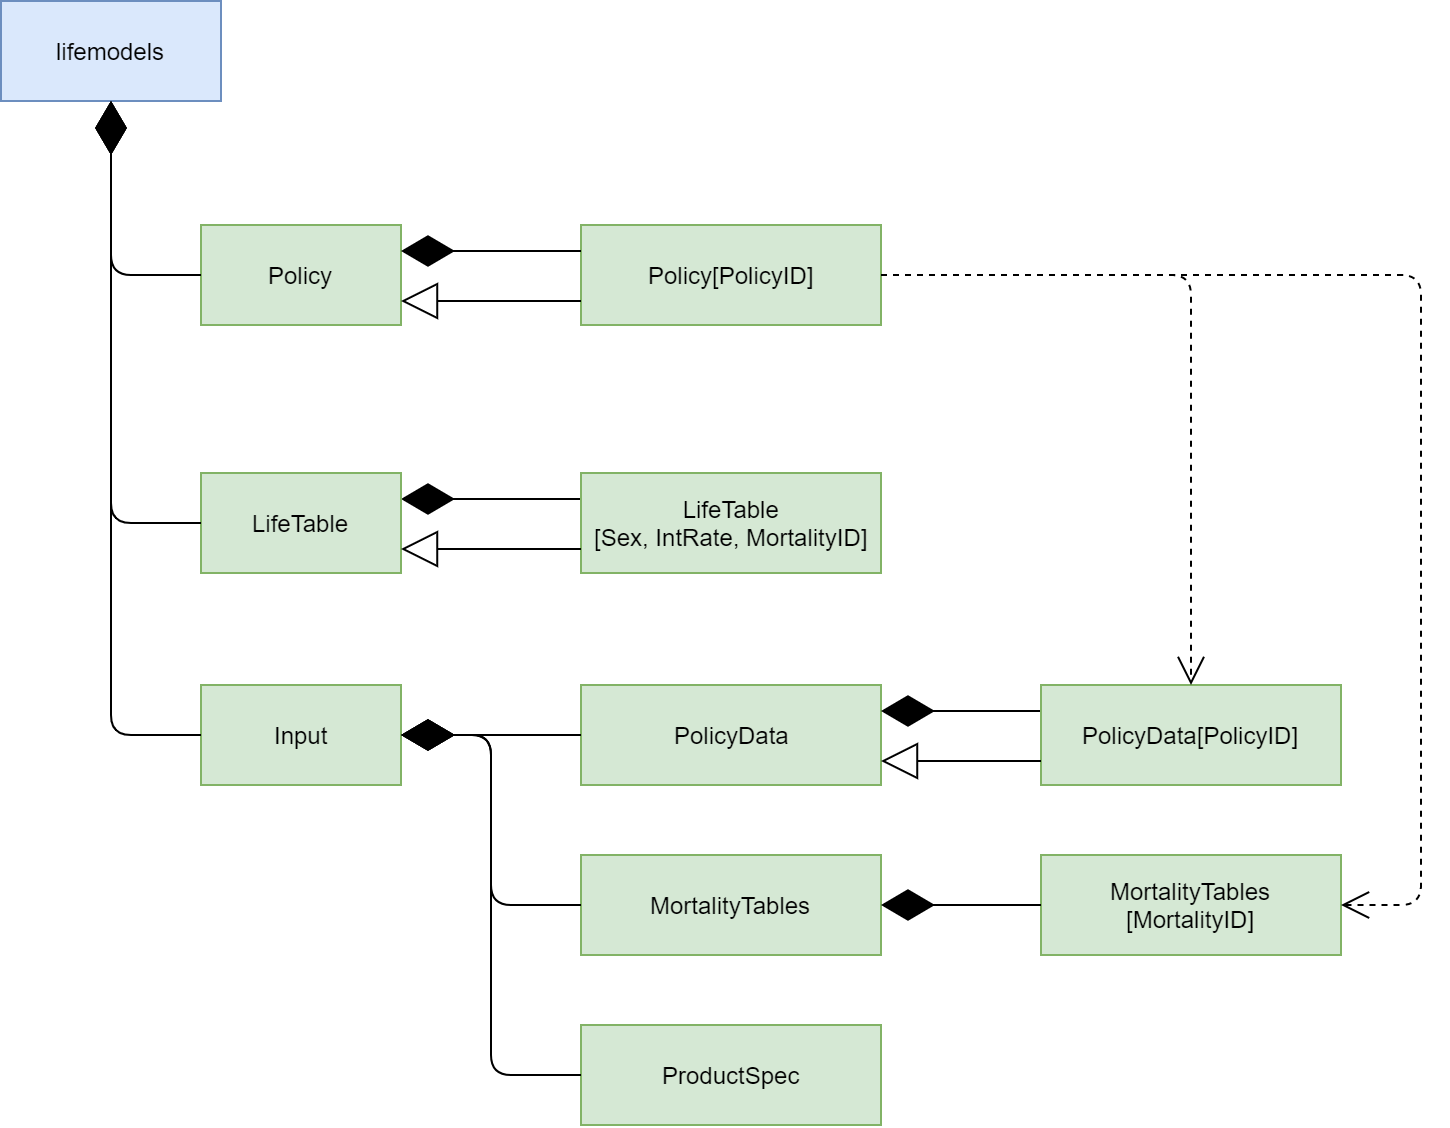 lifemodels
Policy
Policy[PolicyID]
LifeTable
LifeTable
[Sex, IntRate, MortalityID]
Input
PolicyData
PolicyData[PolicyID]
MortalityTables
MortalityTables
[MortalityID]
ProductSpec